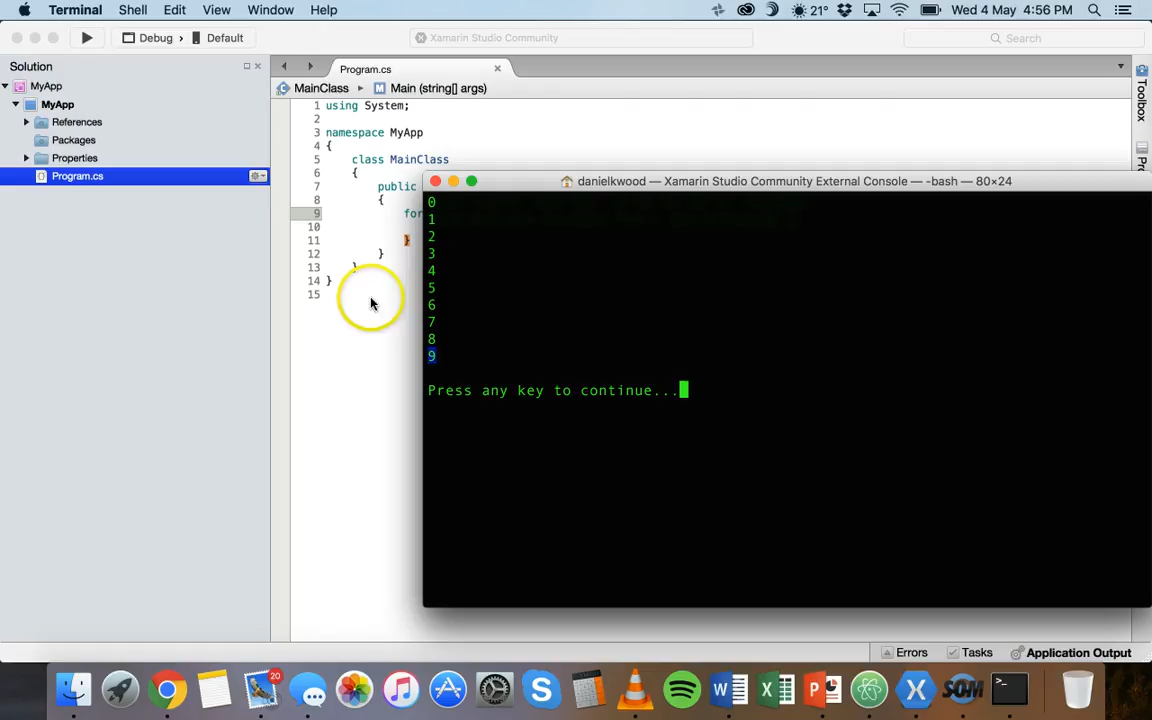 Terminal Shell Edit View Window Help 21° Wed 4 May 4:56 PM
Debug › Default Xamarin Studio Community Search
Solution
Program.cs
MyApp
MainClass Main (string[] args)
MyApp
References
Packages
Properties
Program.cs
1 using System;
2
3 namespace MyApp
4 {
5 class MainClass
6 {
7 public
8 {
9 for
10
11 }
12 }
13 }
14 }
15
Toolbox
Pro
danielkwood — Xamarin Studio Community External Console — -bash — 80×24
0
1
2
3
4
5
6
7
8
9
Press any key to continue...
Errors Tasks Application Output
20
SOM